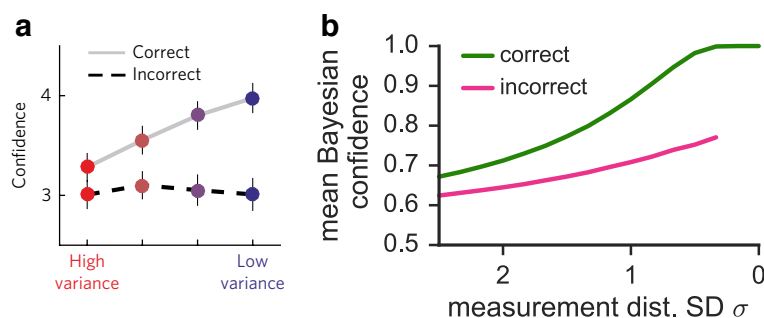 a
Correct
Incorrect
Confidence
4
3
High
variance
Low
variance
b
mean Bayesian
confidence
1.0
0.9
0.8
0.7
0.6
0.5
correct
incorrect
2
1
0
measurement dist. SD σ